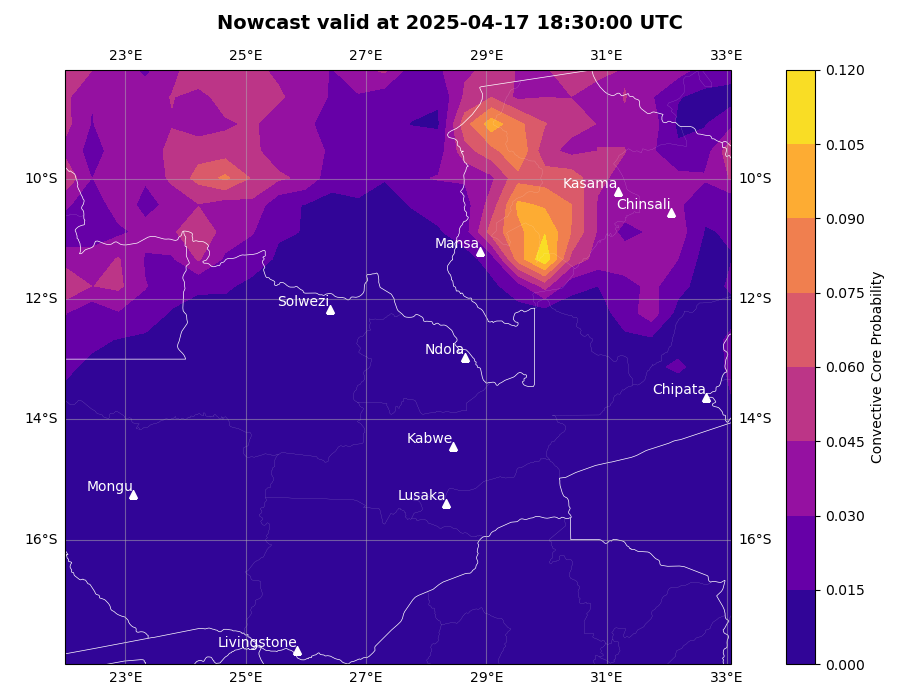 Nowcast valid at 2025-04-17 18:30:00 UTC
23°E 25°E 27°E 29°E 31°E 33°E
0.120
0.105
10°S Kasama 10°S
Chinsali
0.090
Mansa
12°S 12°S
Solwezi
0.075
Ndola
0.060
Chipata
14°S 14°S
Kabwe
0.045
Mongu
Lusaka
0.030
16°S 16°S
0.015
Livingstone
0.000
23°E 25°E 27°E 29°E 31°E 33°E
Convective Core Probability